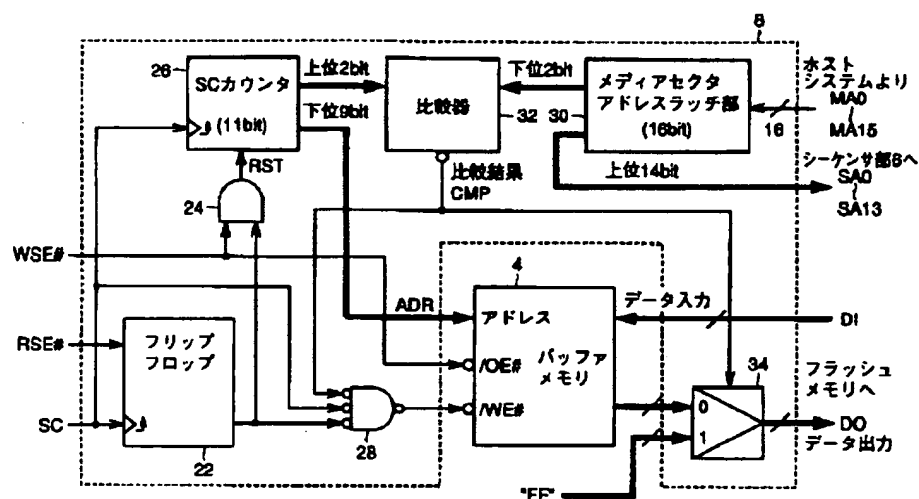 8
26
SCカウンタ
(11bit)
上位2bit
下位9bit
比較器
32
下位2bit
30
メディアセクタ
アドレスラッチ部
(16bit)
16
ホスト
システムより
MA0
MA15
シーケンサ部6へ
SA0
SA13
上位14bit
RST
24
比較結果
CMP
WSE#
4
ADR
アドレス
データ入力
DI
RSE#
フリップ
フロップ
/OE#
バッファ
メモリ
34
フラッシュ
メモリへ
SC
/WE#
0
1
DO
データ出力
22
28
"FF"